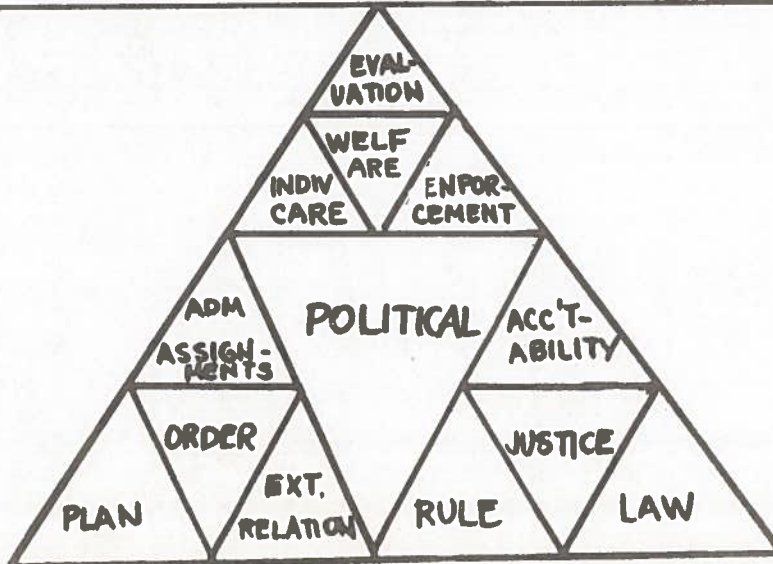 EVAL-
UATION
WELF
ARE
INDIV
CARE
ENFOR-
CEMENT
POLITICAL
ADM
ASSIGN-
MENTS
ACC'T-
ABILITY
ORDER
JUSTICE
PLAN
EXT.
RELATION
RULE
LAW